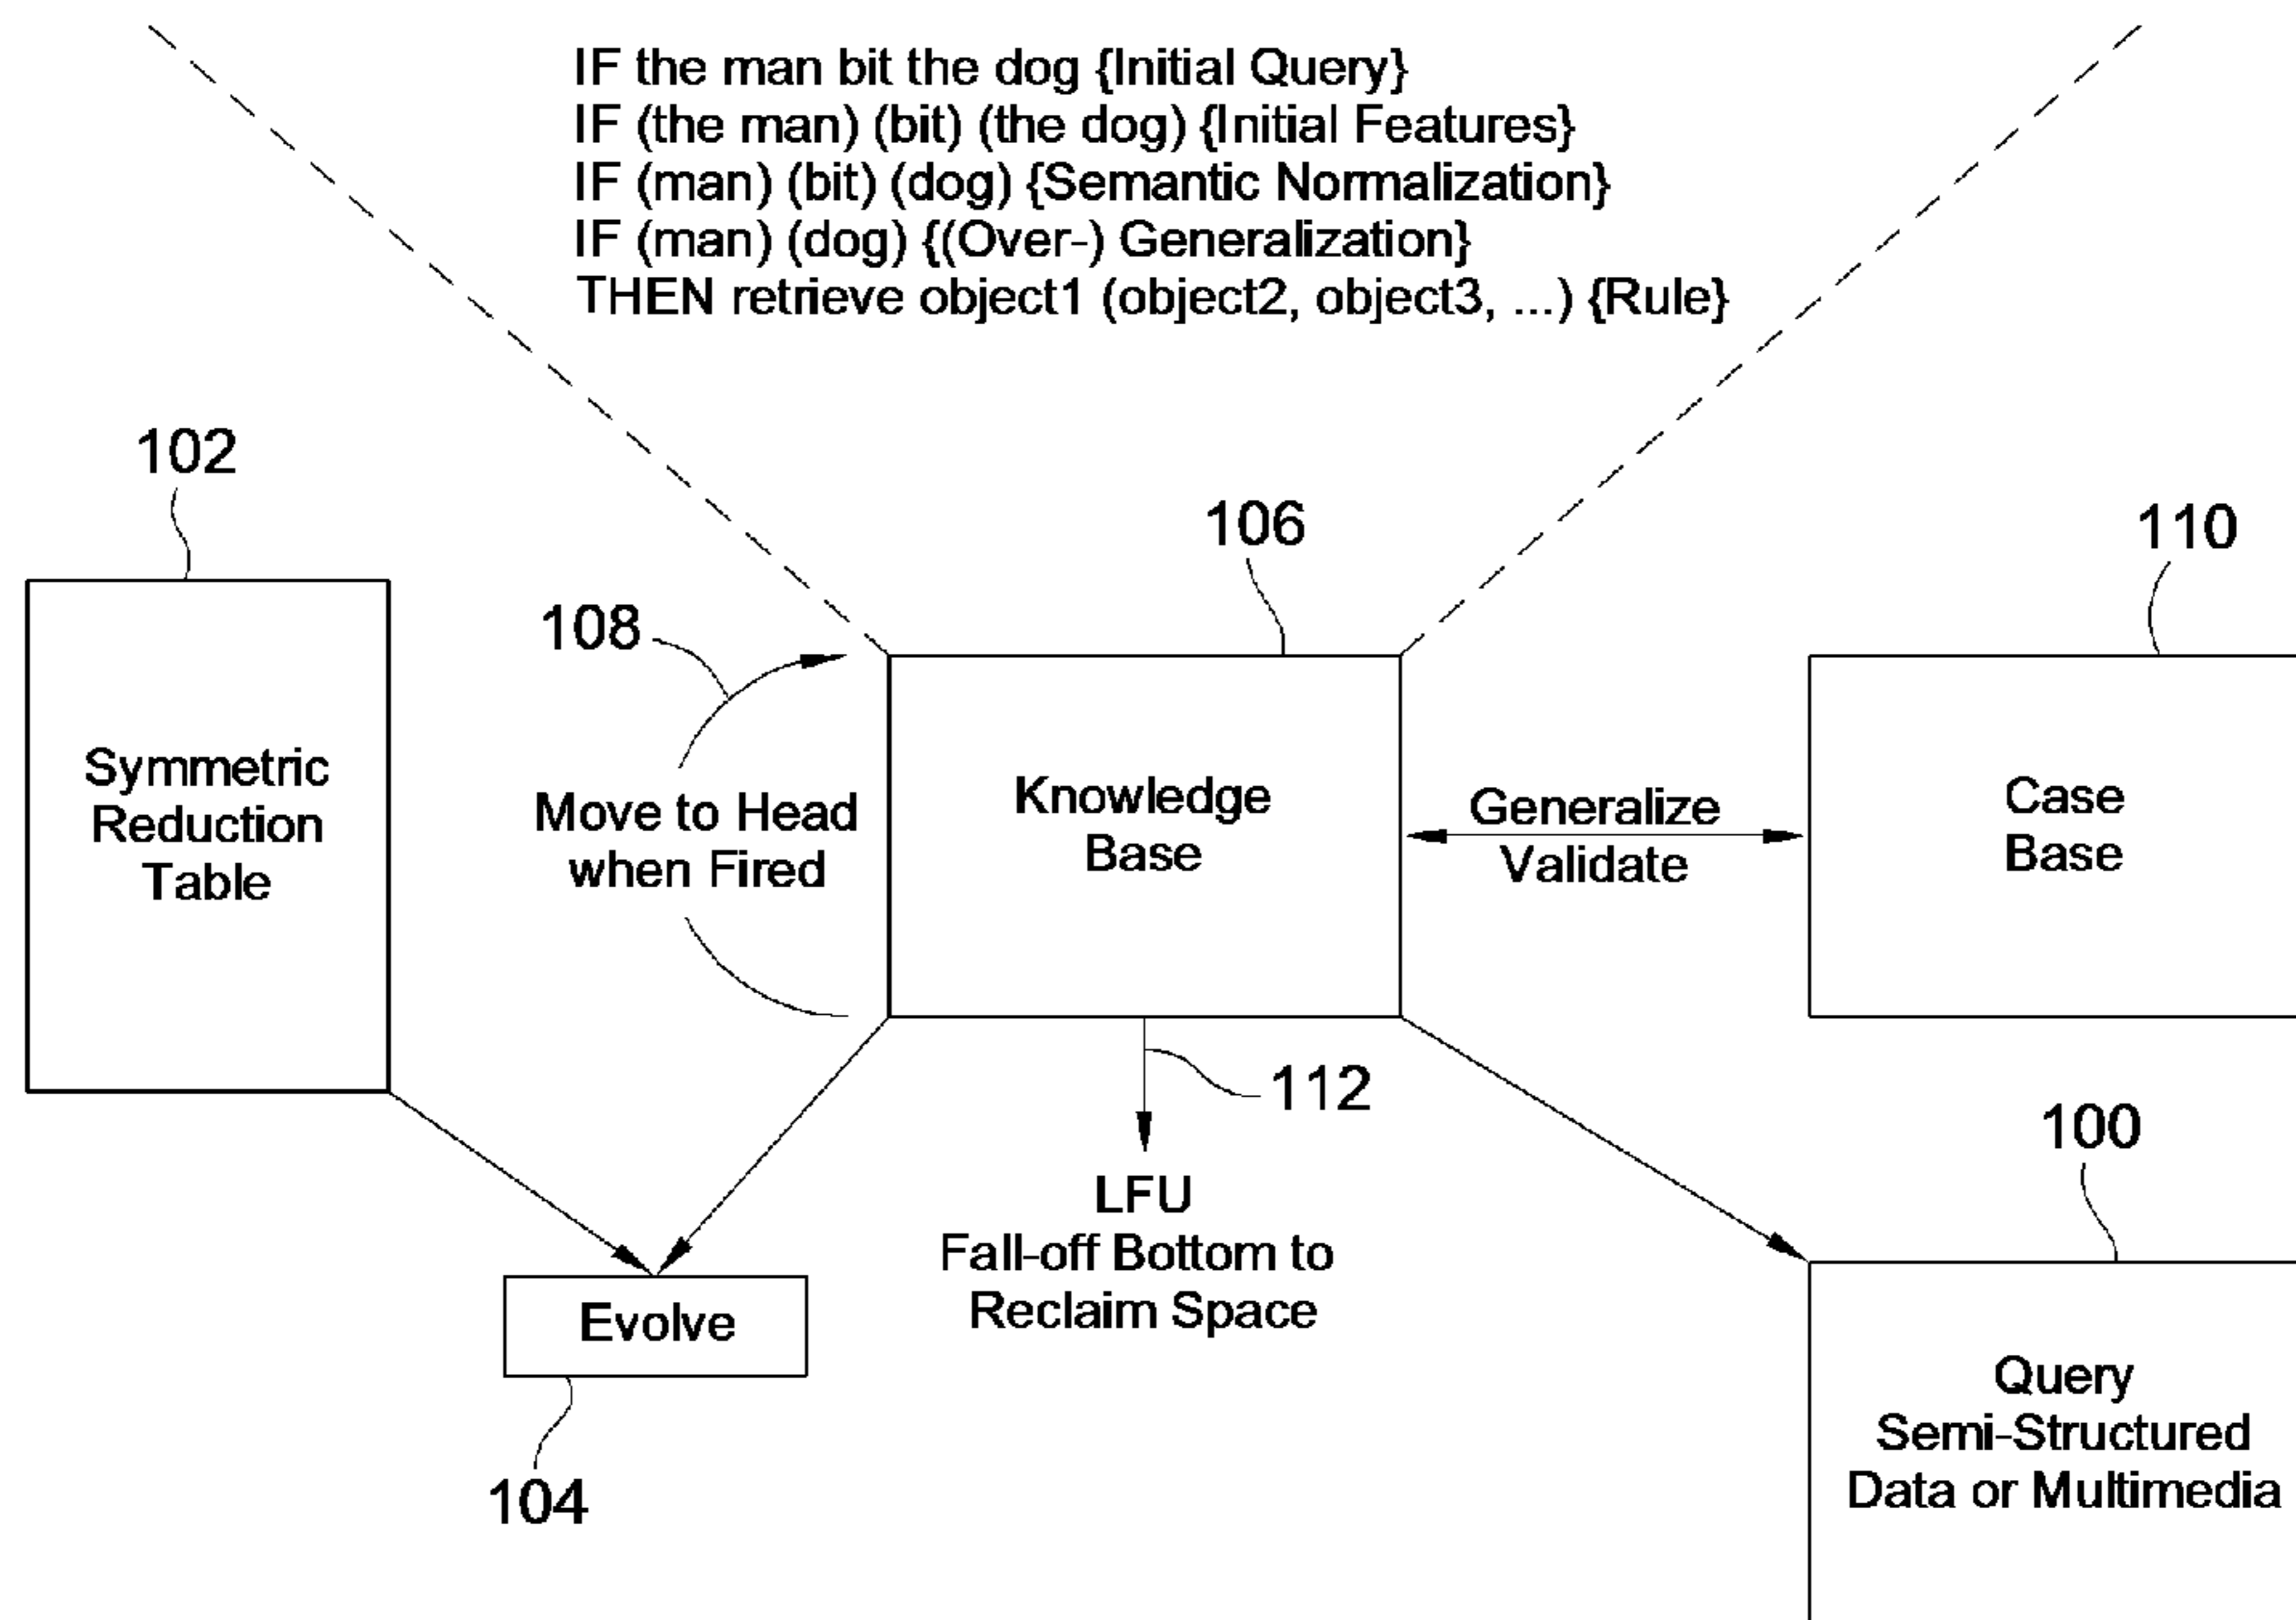 IF the man bit the dog {Initial Query}
IF (the man) (bit) (the dog) {Initial Features}
IF (man) (bit) (dog) {Semantic Normalization}
IF (man) (dog) {(Over-) Generalization}
THEN retrieve object1 (object2, object3, ...) {Rule}
102
106
110
108
Symmetric
Reduction
Table
Move to Head
when Fired
Knowledge
Base
Generalize
Validate
Case
Base
112
100
LFU
Fall-off Bottom to
Reclaim Space
Evolve
104
Query
Semi-Structured
Data or Multimedia